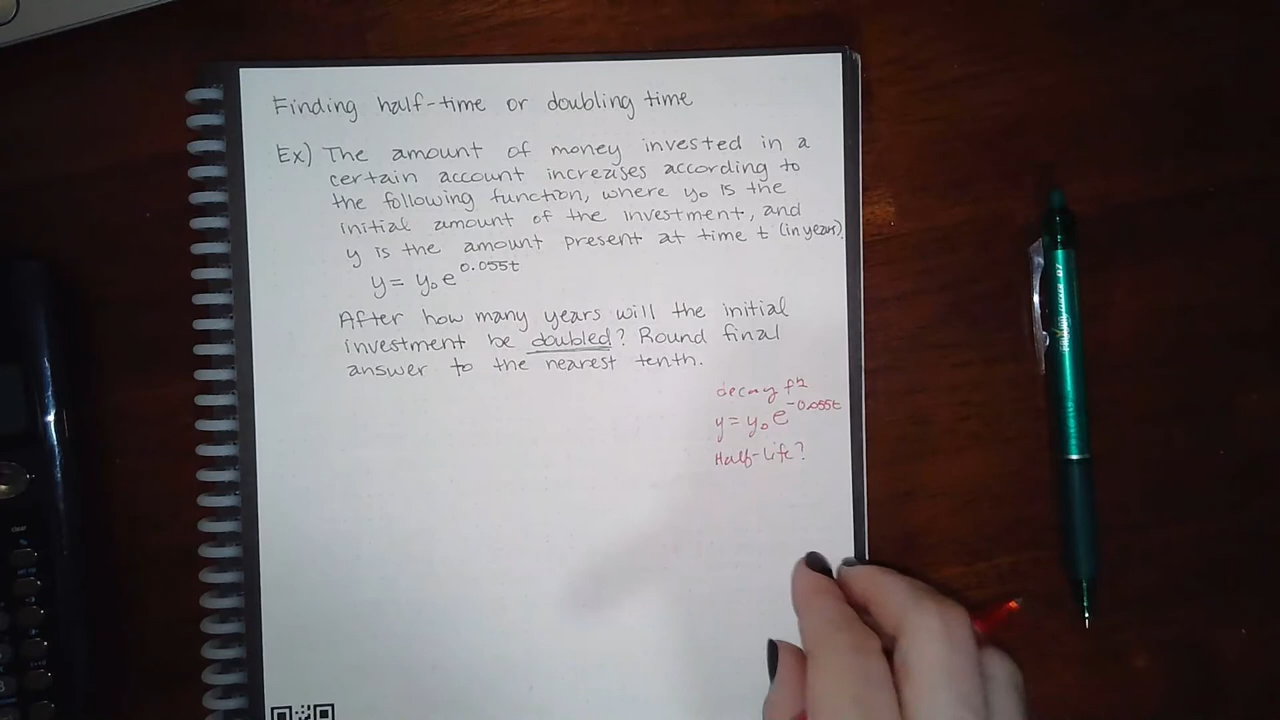 Finding half-time or doubling time
Ex) The amount of money invested in a
certain account increases according to
the following function, where y₀ is the
initial amount of the investment, and
y is the amount present at time t (in years).
y = y₀e^0.055t
After how many years will the initial
investment be doubled? Round final
answer to the nearest tenth.
decay fⁿ
y = y₀e^-0.055t
Half-life?